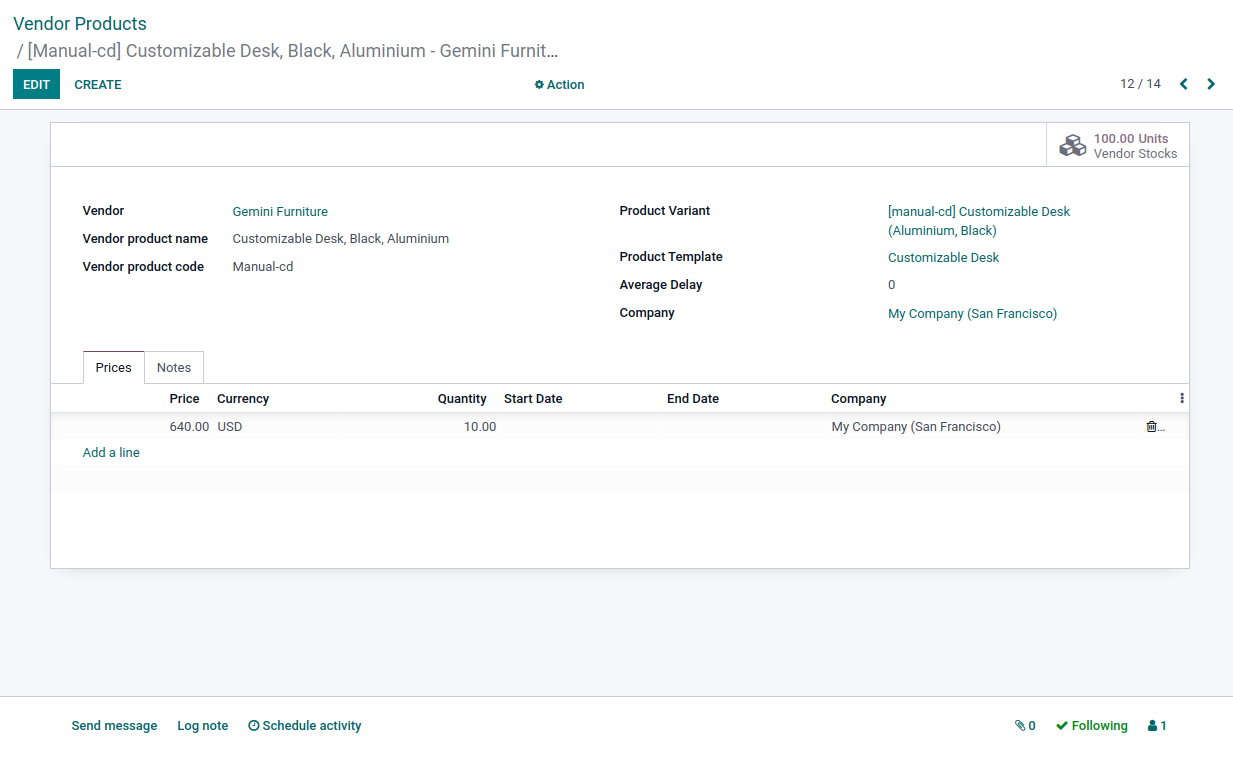 Vendor Products
/ [Manual-cd] Customizable Desk, Black, Aluminium - Gemini Furnit...
EDIT CREATE Action 12 / 14
100.00 Units
Vendor Stocks
Vendor Gemini Furniture
Vendor product name Customizable Desk, Black, Aluminium
Vendor product code Manual-cd
Product Variant [manual-cd] Customizable Desk
(Aluminium, Black)
Product Template Customizable Desk
Average Delay 0
Company My Company (San Francisco)
Prices Notes
Price Currency Quantity Start Date End Date Company
640.00 USD 10.00 My Company (San Francisco) ...
Add a line
Send message Log note Schedule activity 0 Following 1